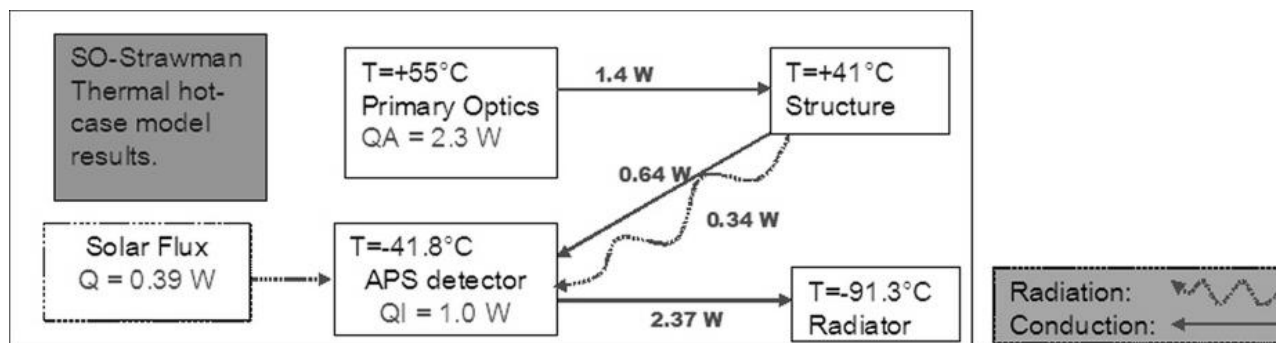 SO-Strawman
Thermal hot-
case model
results.
T=+55°C
Primary Optics
QA = 2.3 W
1.4 W
T=+41°C
Structure
0.64 W
0.34 W
Solar Flux
Q = 0.39 W
T=-41.8°C
APS detector
QI = 1.0 W
2.37 W
T=-91.3°C
Radiator
Radiation:
Conduction: